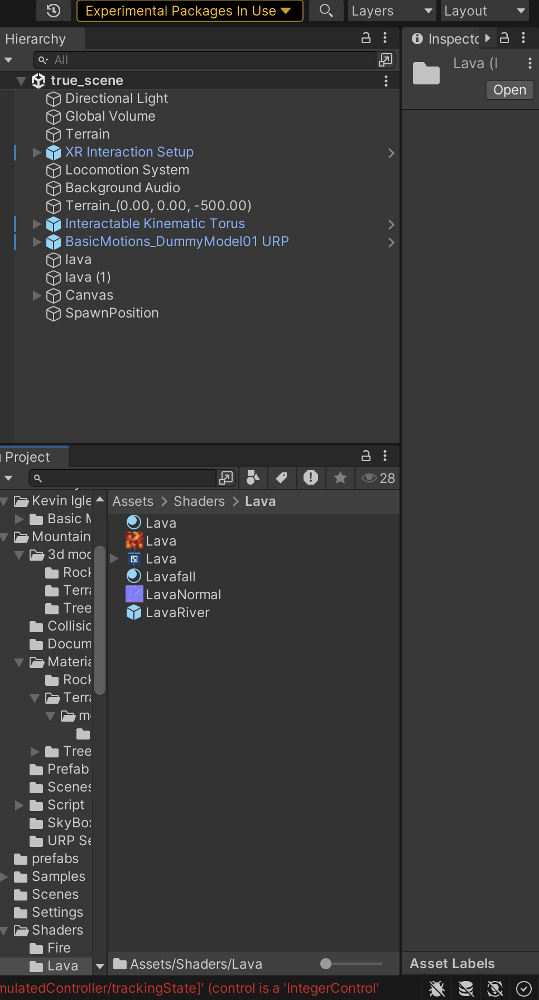 Experimental Packages In Use
Layers
Layout
Hierarchy
All
true_scene
Directional Light
Global Volume
Terrain
XR Interaction Setup
Locomotion System
Background Audio
Terrain_(0.00, 0.00, -500.00)
Interactable Kinematic Torus
BasicMotions_DummyModel01 URP
lava
lava (1)
Canvas
SpawnPosition
Inspecto
Lava (
Open
Project
28
Kevin Igle
Basic M
Mountain
3d mod
Rock
Terra
Tree
Collisio
Docum
Materia
Rock
Terra
mo
Tree
Prefab
Scenes
Script
SkyBox
URP Se
prefabs
Samples
Scenes
Settings
Shaders
Fire
Lava
Assets > Shaders > Lava
Lava
Lava
Lava
Lavafall
LavaNormal
LavaRiver
Assets/Shaders/Lava
Asset Labels
mulatedController/trackingState]' (control is a 'IntegerControl'